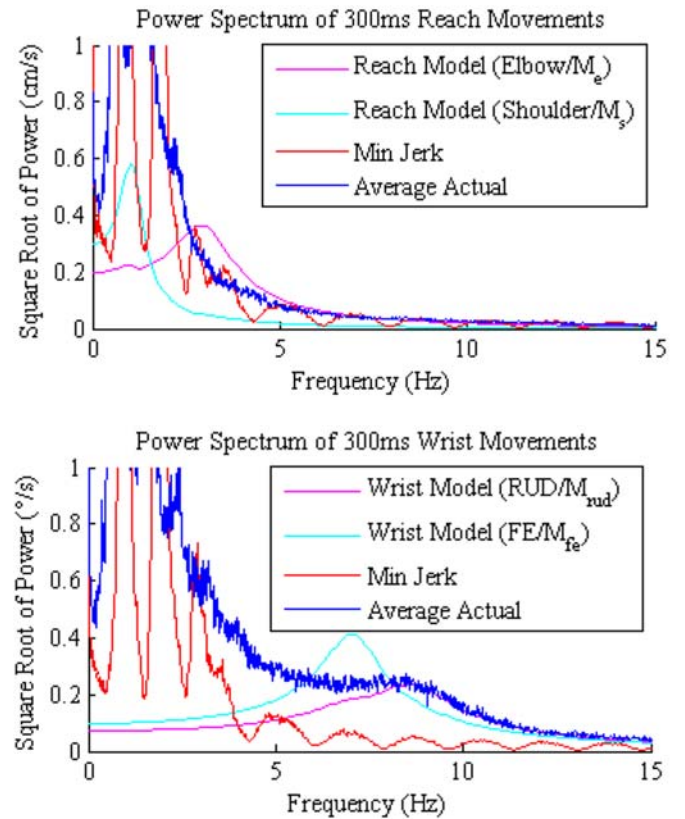 Power Spectrum of 300ms Reach Movements
Square Root of Power (cm/s)
1
0.8
0.6
0.4
0.2
0
Reach Model (Elbow/Me)
Reach Model (Shoulder/Ms)
Min Jerk
Average Actual
0 5 10 15
Frequency (Hz)
Power Spectrum of 300ms Wrist Movements
Square Root of Power (°/s)
1
0.8
0.6
0.4
0.2
0
Wrist Model (RUD/Mrud)
Wrist Model (FE/Mfe)
Min Jerk
Average Actual
0 5 10 15
Frequency (Hz)